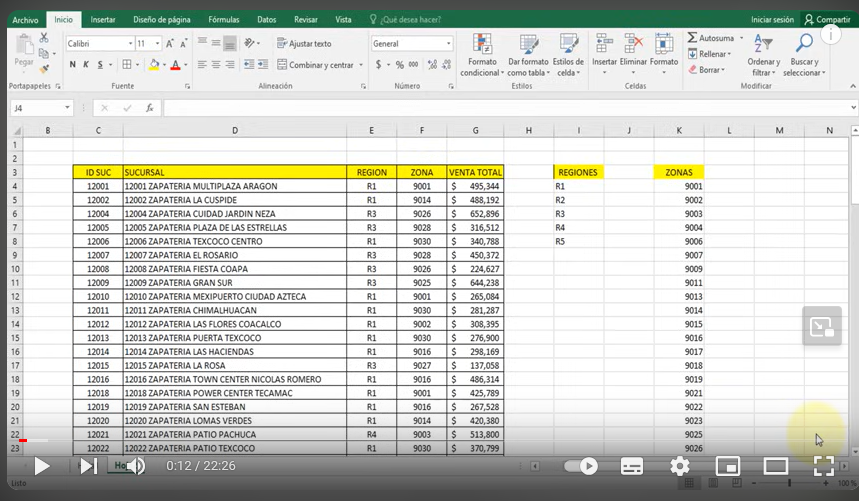 Archivo Inicio Insertar Diseño de página Fórmulas Datos Revisar Vista ¿Qué desea hacer? Iniciar sesión Compartir
Calibri 11 A A Ajustar texto General Autosuma
Pegar N K S A Combinar y centrar $ % 000 Formato condicional Dar formato como tabla Estilos de celda Insertar Eliminar Formato Rellenar Borrar Ordenar y filtrar Buscar y seleccionar
Portapapeles Fuente Alineación Número Estilos Celdas Modificar
J4 fx
B C D E F G H I J K L M N
1
2
3 ID SUC SUCURSAL REGION ZONA VENTA TOTAL REGIONES ZONAS
4 12001 12001 ZAPATERIA MULTIPLAZA ARAGON R1 9001 $ 495,344 R1 9001
5 12002 12002 ZAPATERIA LA CUSPIDE R1 9014 $ 488,192 R2 9002
6 12004 12004 ZAPATERIA CUIDAD JARDIN NEZA R3 9026 $ 652,896 R3 9003
7 12005 12005 ZAPATERIA PLAZA DE LAS ESTRELLAS R3 9028 $ 316,512 R4 9004
8 12006 12006 ZAPATERIA TEXCOCO CENTRO R1 9030 $ 340,788 R5 9006
9 12007 12007 ZAPATERIA EL ROSARIO R3 9028 $ 450,372 9007
10 12008 12008 ZAPATERIA FIESTA COAPA R3 9026 $ 224,627 9009
11 12009 12009 ZAPATERIA GRAN SUR R3 9025 $ 644,238 9011
12 12010 12010 ZAPATERIA MEXIPUERTO CIUDAD AZTECA R1 9001 $ 265,084 9013
13 12011 12011 ZAPATERIA CHIMALHUACAN R1 9030 $ 281,287 9014
14 12012 12012 ZAPATERIA LAS FLORES COACALCO R1 9002 $ 308,395 9015
15 12013 12013 ZAPATERIA PUERTA TEXCOCO R1 9030 $ 276,900 9016
16 12014 12014 ZAPATERIA LAS HACIENDAS R1 9016 $ 298,169 9017
17 12015 12015 ZAPATERIA LA ROSA R3 9027 $ 137,058 9018
18 12016 12016 ZAPATERIA TOWN CENTER NICOLAS ROMERO R1 9016 $ 486,314 9019
19 12018 12018 ZAPATERIA POWER CENTER TECAMAC R1 9001 $ 425,789 9021
20 12019 12019 ZAPATERIA SAN ESTEBAN R1 9016 $ 267,528 9022
21 12020 12020 ZAPATERIA LOMAS VERDES R1 9014 $ 420,380 9023
22 12021 12021 ZAPATERIA PATIO PACHUCA R4 9003 $ 513,800 9025
23 12022 12022 ZAPATERIA PATIO TEXCOCO R1 9030 $ 370,799 9026
0:12 / 22:26
Listo 100 %